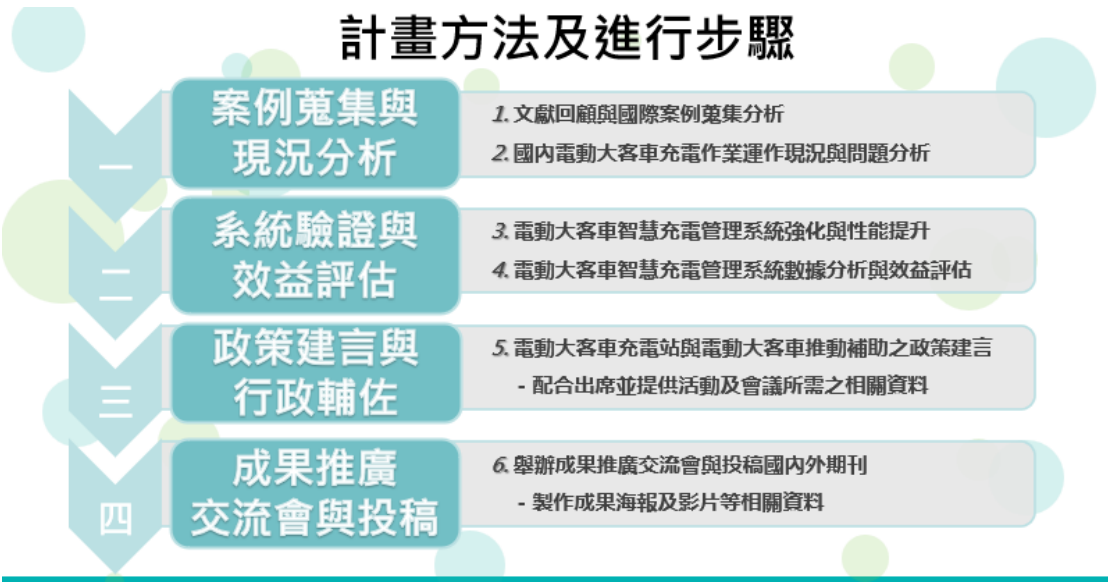 計畫方法及進行步驟
一
案例蒐集與
現況分析
1. 文獻回顧與國際案例蒐集分析
2. 國內電動大客車充電作業運作現況與問題分析
二
系統驗證與
效益評估
3. 電動大客車智慧充電管理系統強化與性能提升
4. 電動大客車智慧充電管理系統數據分析與效益評估
三
政策建言與
行政輔佐
5. 電動大客車充電站與電動大客車推動補助之政策建言
- 配合出席並提供活動及會議所需之相關資料
四
成果推廣
交流會與投稿
6. 舉辦成果推廣交流會與投稿國內外期刊
- 製作成果海報及影片等相關資料